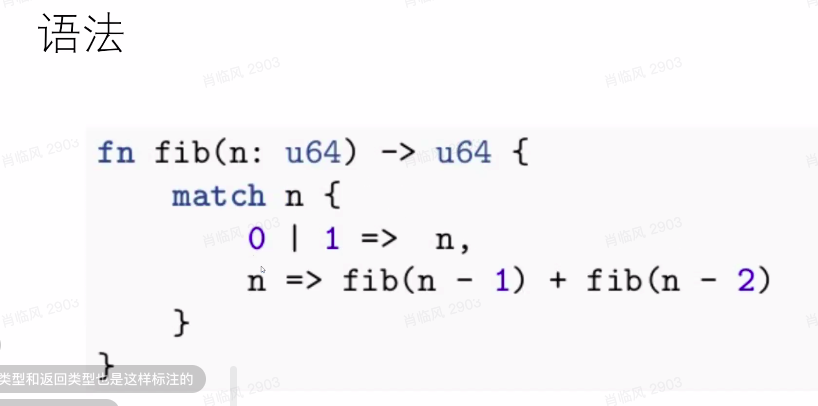 语法
肖临风 2903
肖临风 2903
fn fib(n: u64) -> u64 {
肖临风 2903
肖临风 2903
match n {
0 | 1 => n,
肖临风 2903
肖临风 2903
n => fib(n - 1) + fib(n - 2)
肖临风 2903
肖临风 2903
}
}
类型和返回类型也是这样标注的
肖临风 2903
肖临风 2903